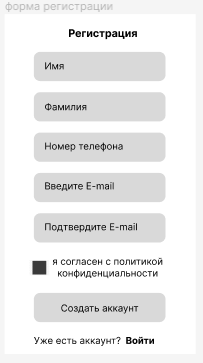 форма регистрации
Регистрация
Имя
Фамилия
Номер телефона
Введите E-mail
Подтвердите E-mail
я согласен с политикой
конфиденциальности
Создать аккаунт
Уже есть аккаунт? Войти